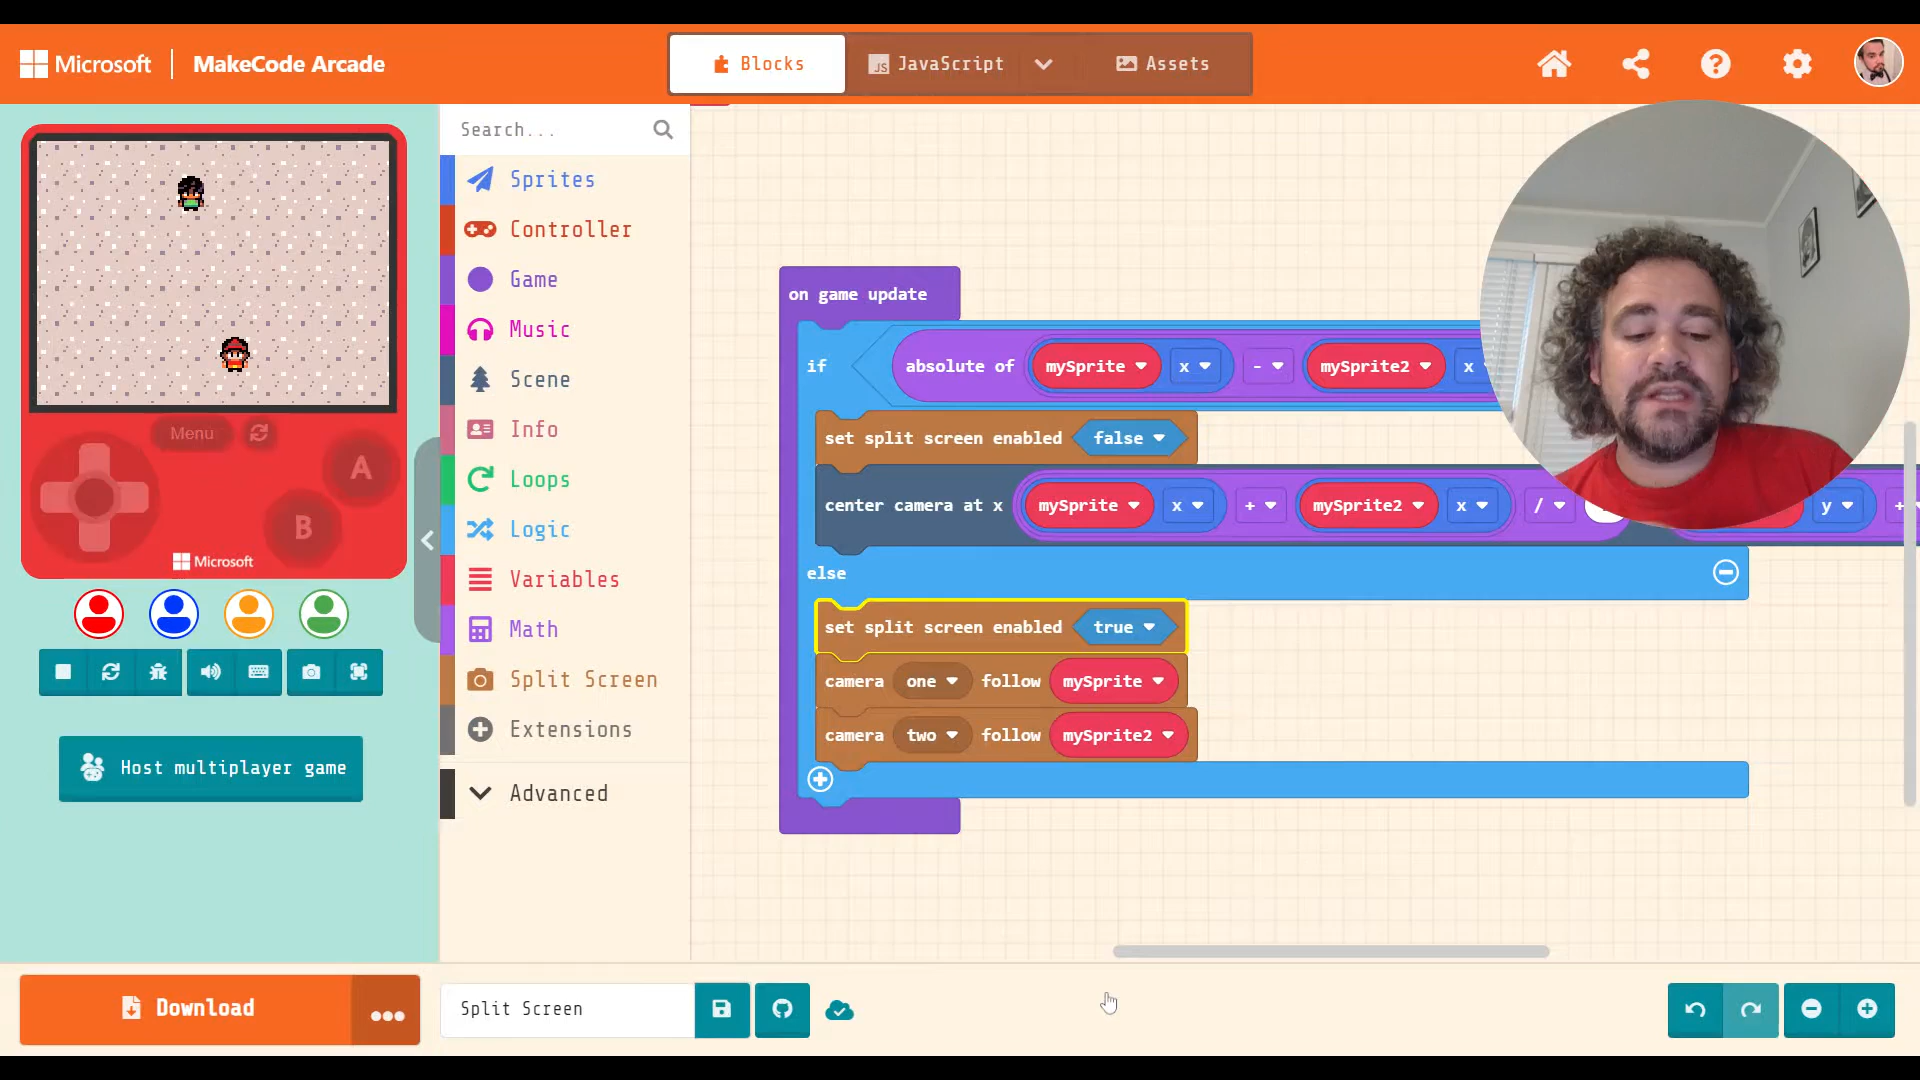 Microsoft | MakeCode Arcade
Blocks
JS JavaScript
Assets
Search...
Sprites
Controller
Game
Music
Scene
Info
Loops
Logic
Variables
Math
Split Screen
Extensions
Advanced
Menu
A
B
Microsoft
Host multiplayer game
on game update
if absolute of mySprite x - mySprite2 x
set split screen enabled false
center camera at x mySprite x + mySprite2 x / y +
else
set split screen enabled true
camera one follow mySprite
camera two follow mySprite2
Download
Split Screen